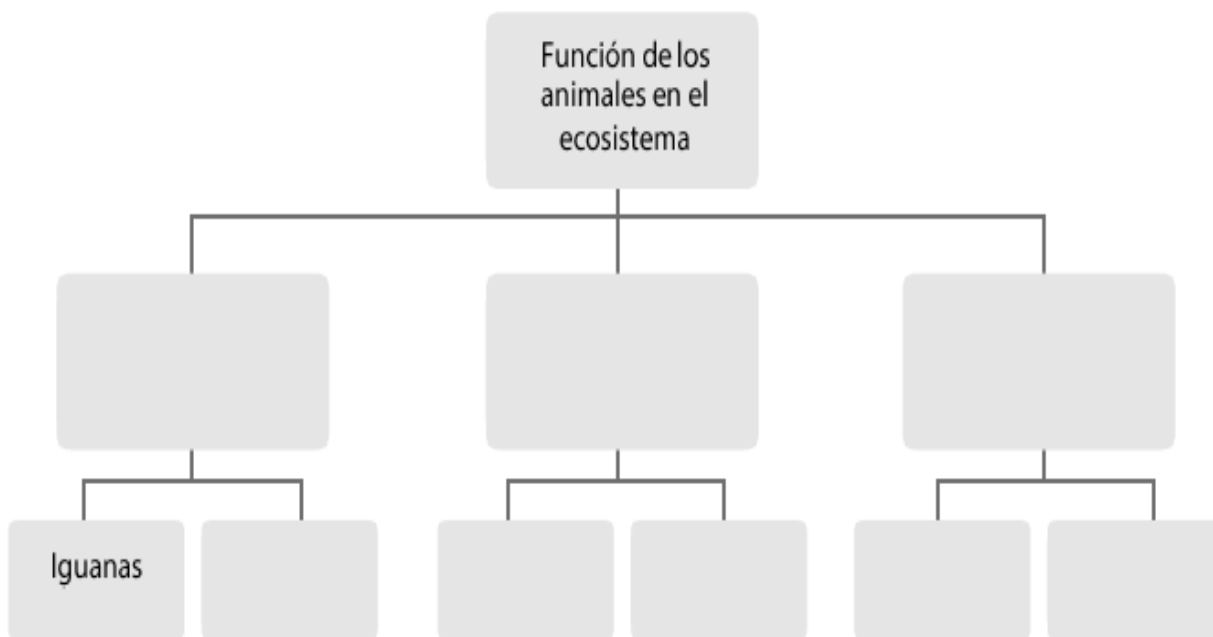 Función de los
animales en el
ecosistema
Iguanas